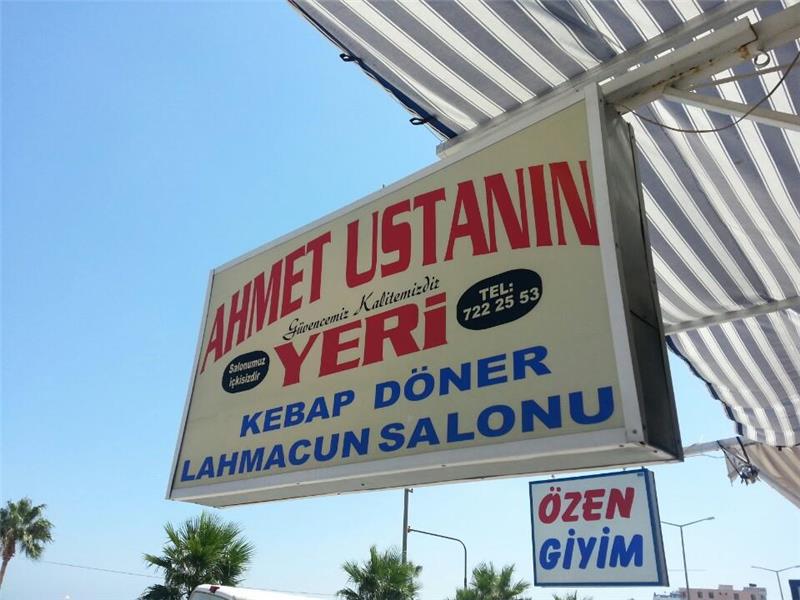 AHMET USTANIN
Güvencemiz Kalitemizdir
YERİ
TEL:
722 25 53
Salonumuz
içkisizdir
KEBAP DÖNER
LAHMACUN SALONU
ÖZEN
GİYİM